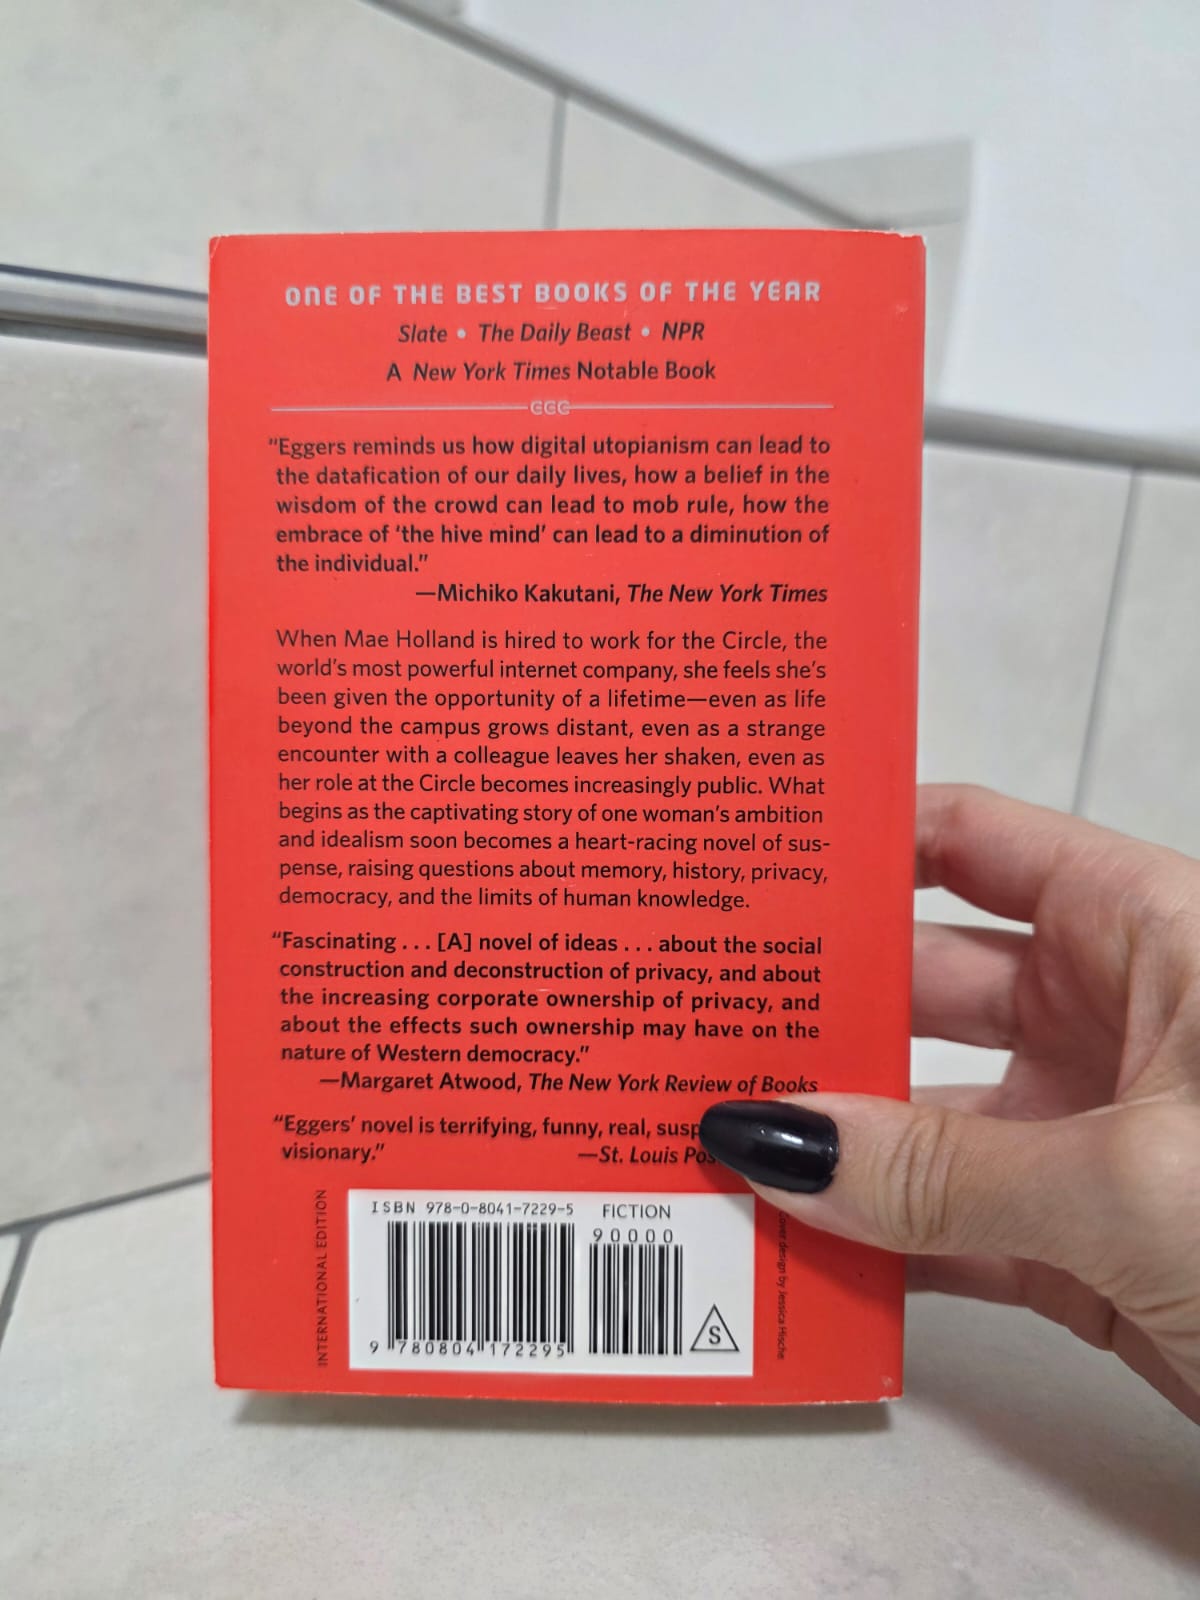 ONE OF THE BEST BOOKS OF THE YEAR
Slate • The Daily Beast • NPR
A New York Times Notable Book
“Eggers reminds us how digital utopianism can lead to
the datafication of our daily lives, how a belief in the
wisdom of the crowd can lead to mob rule, how the
embrace of ‘the hive mind’ can lead to a diminution of
the individual.”
—Michiko Kakutani, The New York Times
When Mae Holland is hired to work for the Circle, the
world’s most powerful internet company, she feels she’s
been given the opportunity of a lifetime—even as life
beyond the campus grows distant, even as a strange
encounter with a colleague leaves her shaken, even as
her role at the Circle becomes increasingly public. What
begins as the captivating story of one woman’s ambition
and idealism soon becomes a heart-racing novel of sus-
pense, raising questions about memory, history, privacy,
democracy, and the limits of human knowledge.
“Fascinating . . . [A] novel of ideas . . . about the social
construction and deconstruction of privacy, and about
the increasing corporate ownership of privacy, and
about the effects such ownership may have on the
nature of Western democracy.”
—Margaret Atwood, The New York Review of Books
“Eggers’ novel is terrifying, funny, real,
visionary.” —St. Louis
INTERNATIONAL EDITION
ISBN 978-0-8041-7229-5 FICTION
90000
9 780804 172295
S
Cover design by Jessica Hische